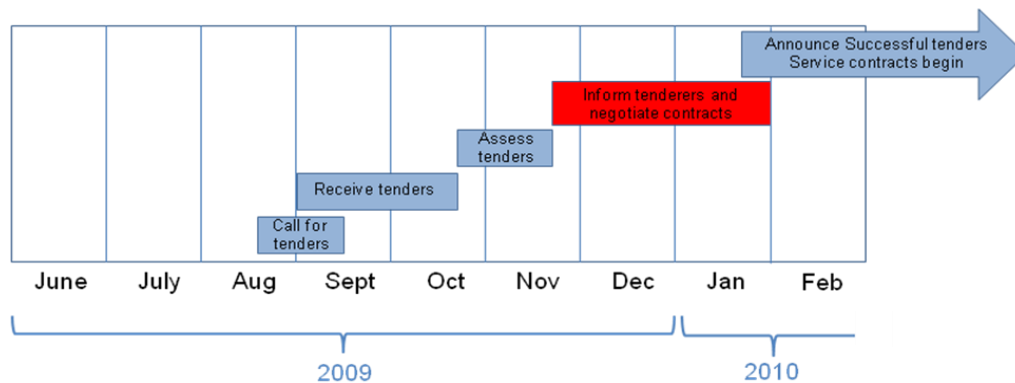 Announce Successful tenders
Service contracts begin
Inform tenderers and
negotiate contracts
Assess
tenders
Receive tenders
Call for
tenders
June July Aug Sept Oct Nov Dec Jan Feb
2009 2010